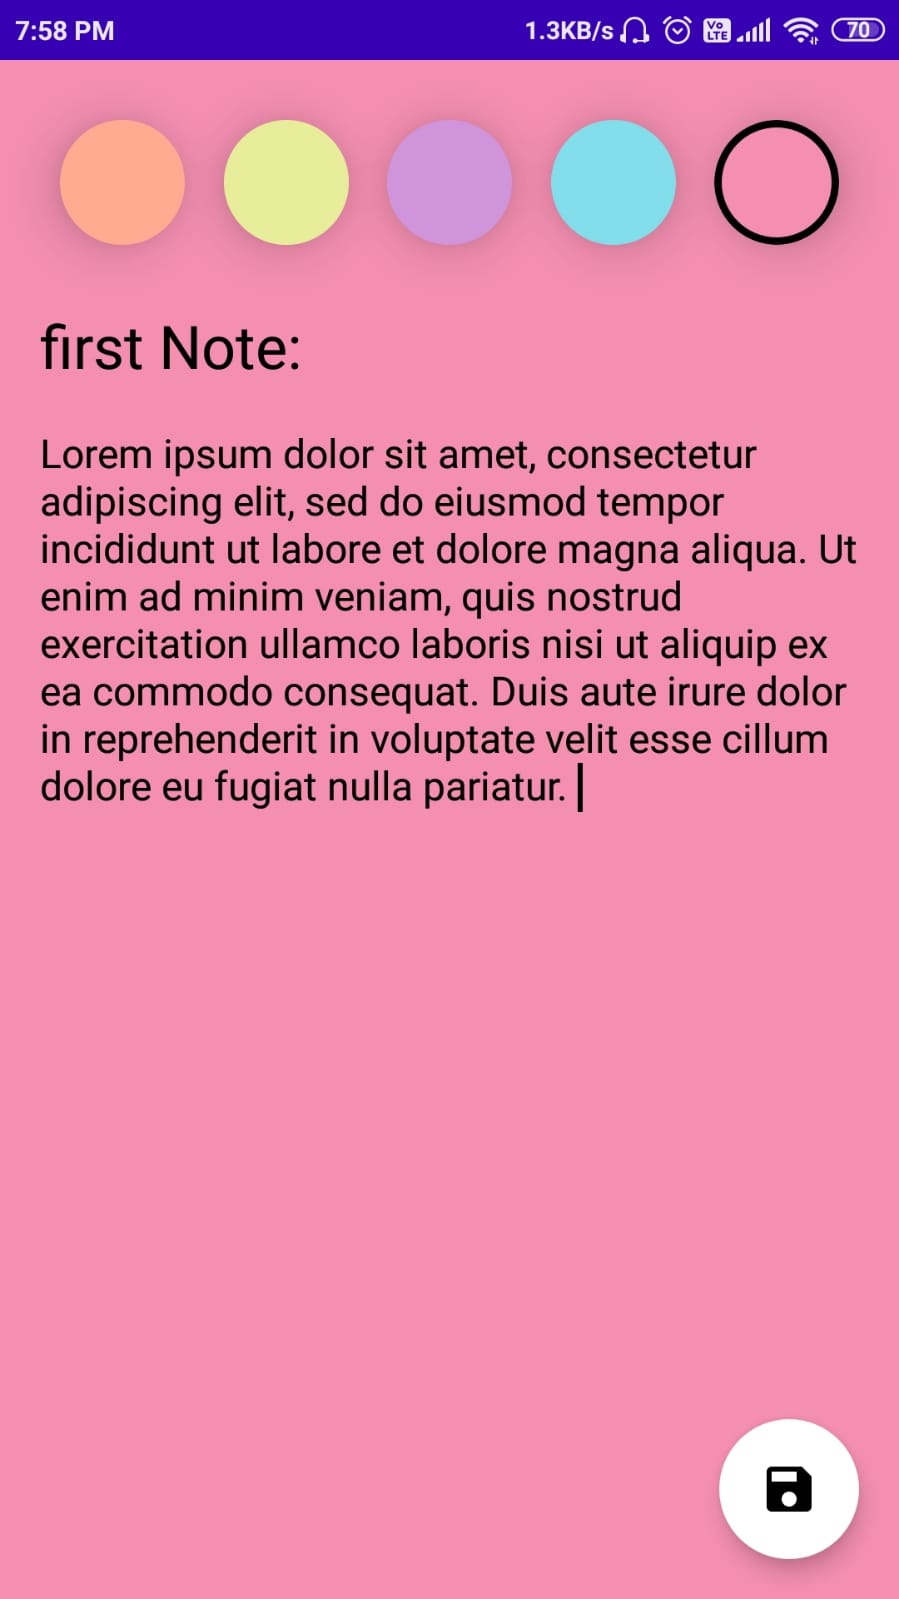 7:58 PM 1.3KB/s Vo LTE 70
first Note:
Lorem ipsum dolor sit amet, consectetur
adipiscing elit, sed do eiusmod tempor
incididunt ut labore et dolore magna aliqua. Ut
enim ad minim veniam, quis nostrud
exercitation ullamco laboris nisi ut aliquip ex
ea commodo consequat. Duis aute irure dolor
in reprehenderit in voluptate velit esse cillum
dolore eu fugiat nulla pariatur.